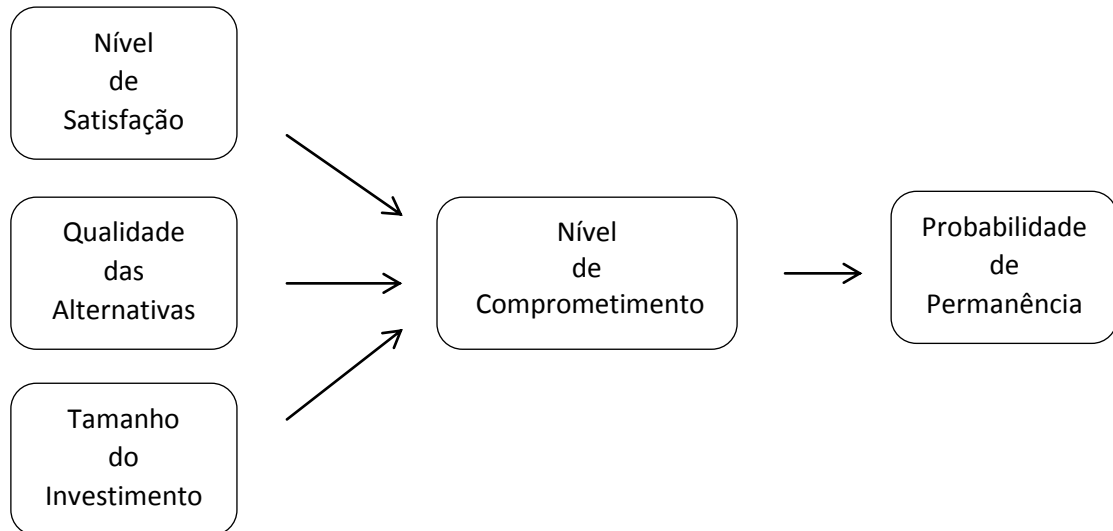 Nível
de
Satisfação
Qualidade
das
Alternativas
Tamanho
do
Investimento
Nível
de
Comprometimento
Probabilidade
de
Permanência